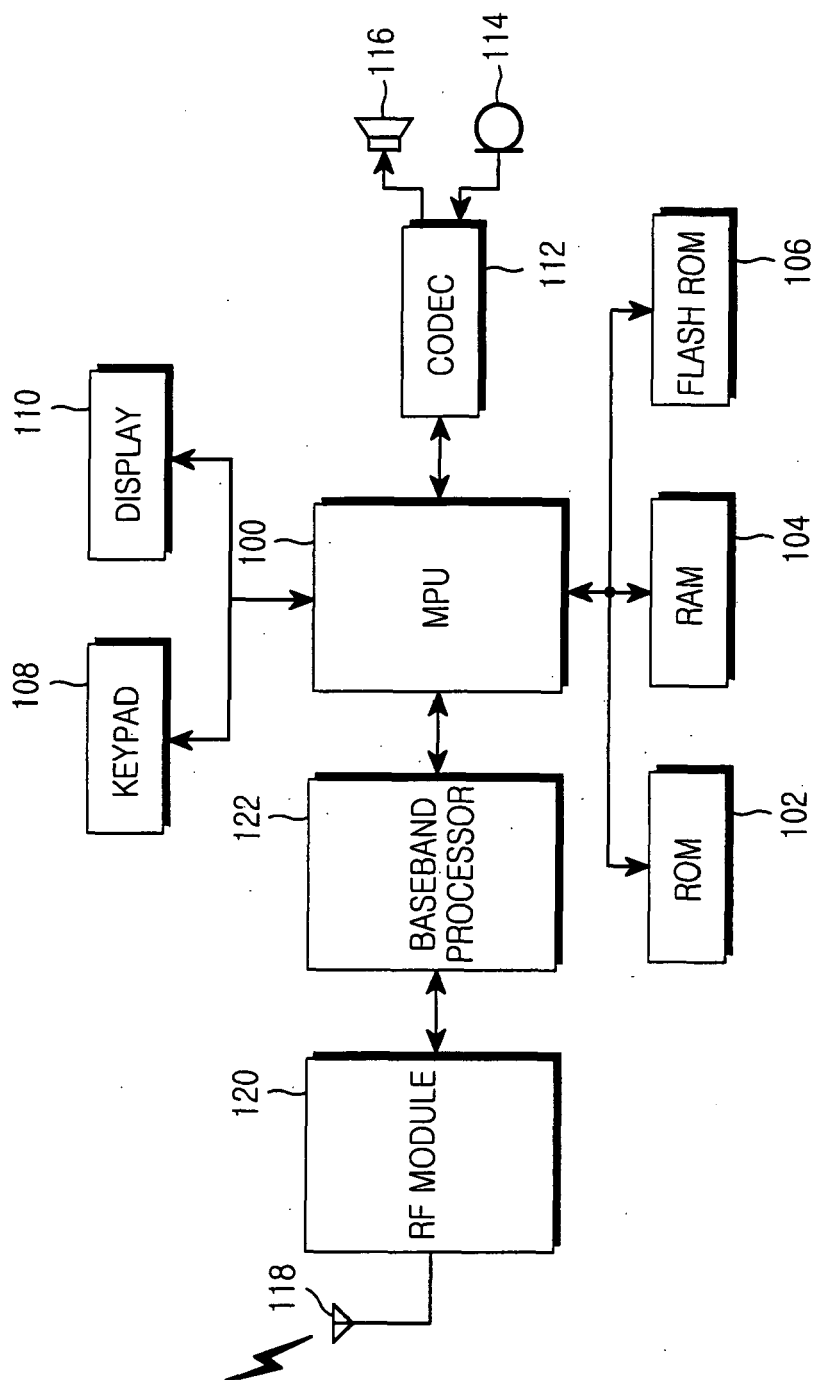 108
110
KEYPAD
DISPLAY
118
120
122
100
116
RF MODULE
BASEBAND
PROCESSOR
MPU
CODEC
112
114
ROM
RAM
FLASH ROM
102
104
106